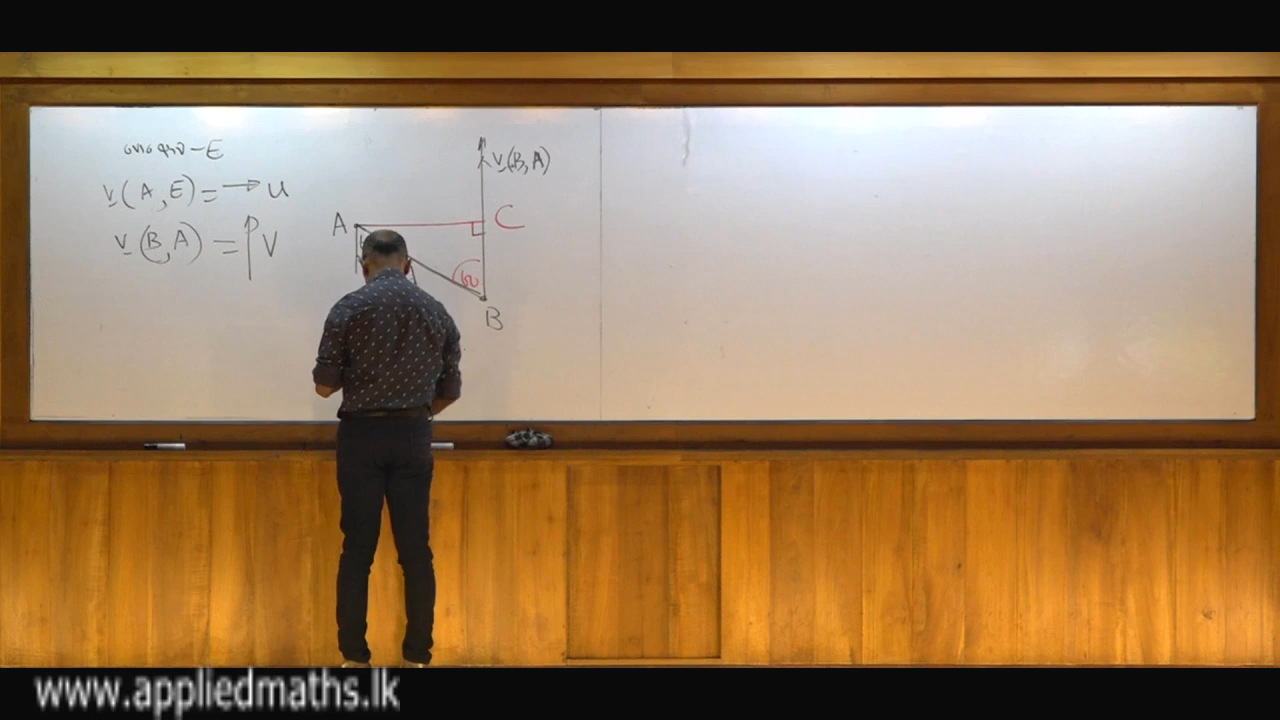 - E
v(A, E) = → u
v(B, A) = ↑ V
v(B, A)
A
C
60
B
www.appliedmaths.lk